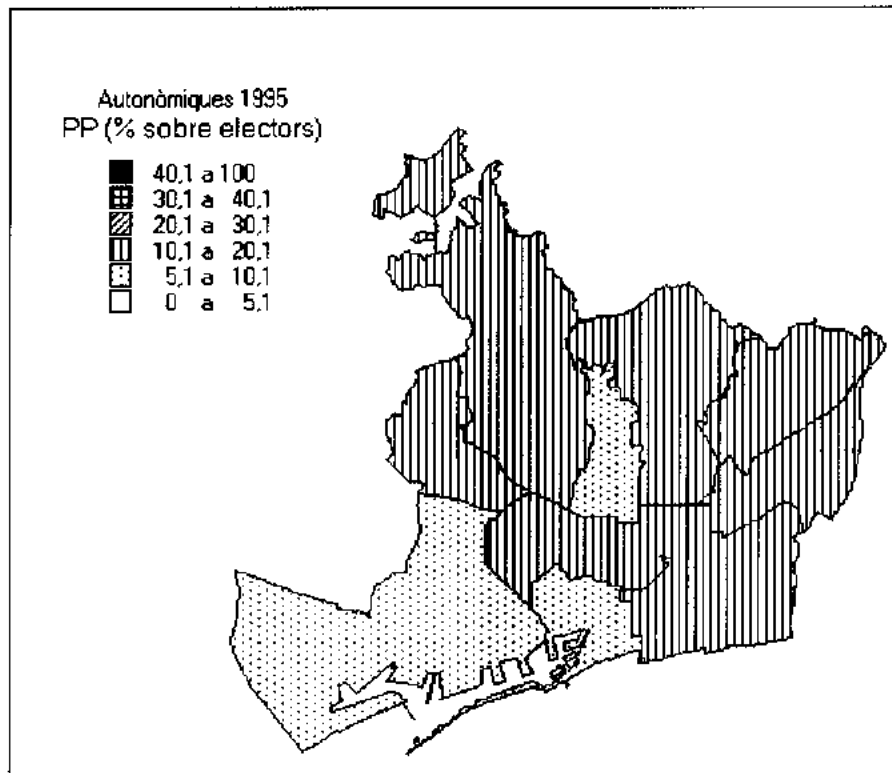 Autonòmiques 1995
PP (% sobre electors)
40,1 a 100
30,1 a 40,1
20,1 a 30,1
10,1 a 20,1
5,1 a 10,1
0 a 5,1